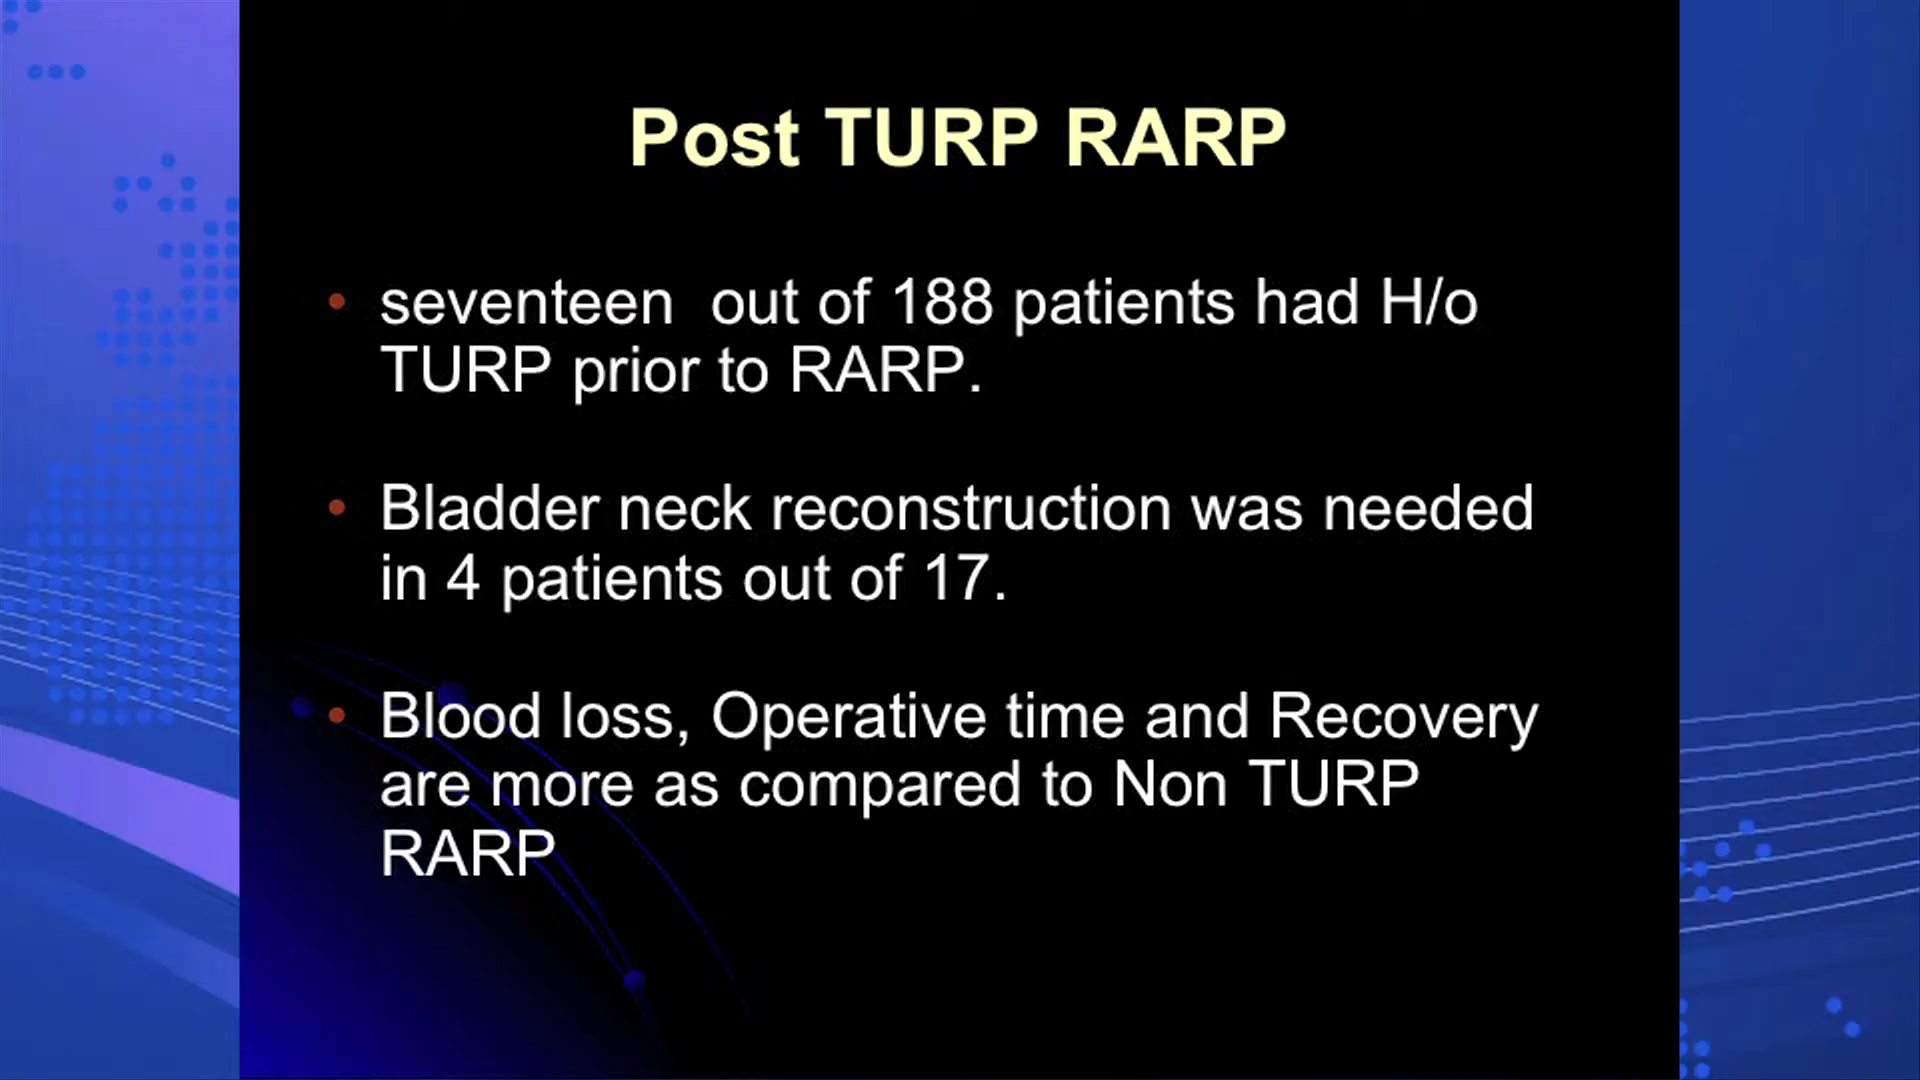 Post TURP RARP
• seventeen  out of 188 patients had H/o
TURP prior to RARP.
• Bladder neck reconstruction was needed
in 4 patients out of 17.
• Blood loss, Operative time and Recovery
are more as compared to Non TURP
RARP